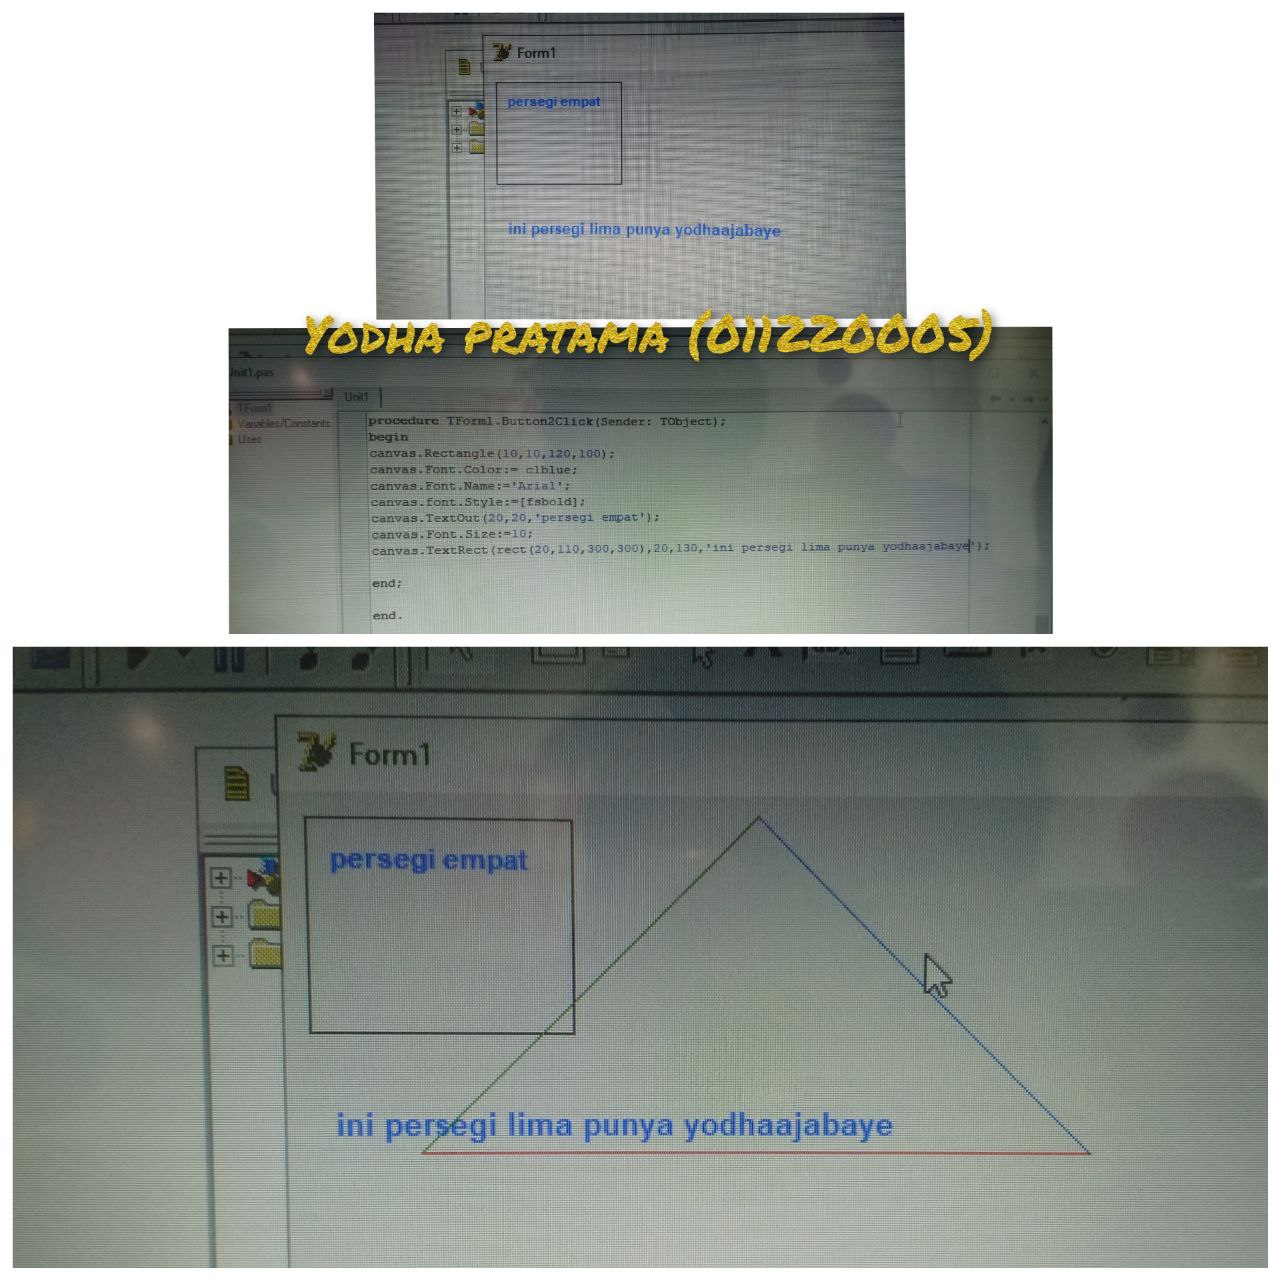 Form1
persegi empat
ini persegi lima punya yodhaajabaye
YODHA PRATAMA (011220005)
Unit1.pas
TForm1
Variables/Constants
Uses
Unit1
procedure TForm1.Button2Click(Sender: TObject);
begin
canvas.Rectangle(10,10,120,100);
canvas.Font.Color:= clblue;
canvas.Font.Name:='Arial';
canvas.font.Style:=[fsbold];
canvas.TextOut(20,20,'persegi empat');
canvas.Font.Size:=10;
canvas.TextRect(rect(20,110,300,300),20,130,'ini persegi lima punya yodhaajabaye');
end;
end.
Form1
persegi empat
ini persegi lima punya yodhaajabaye